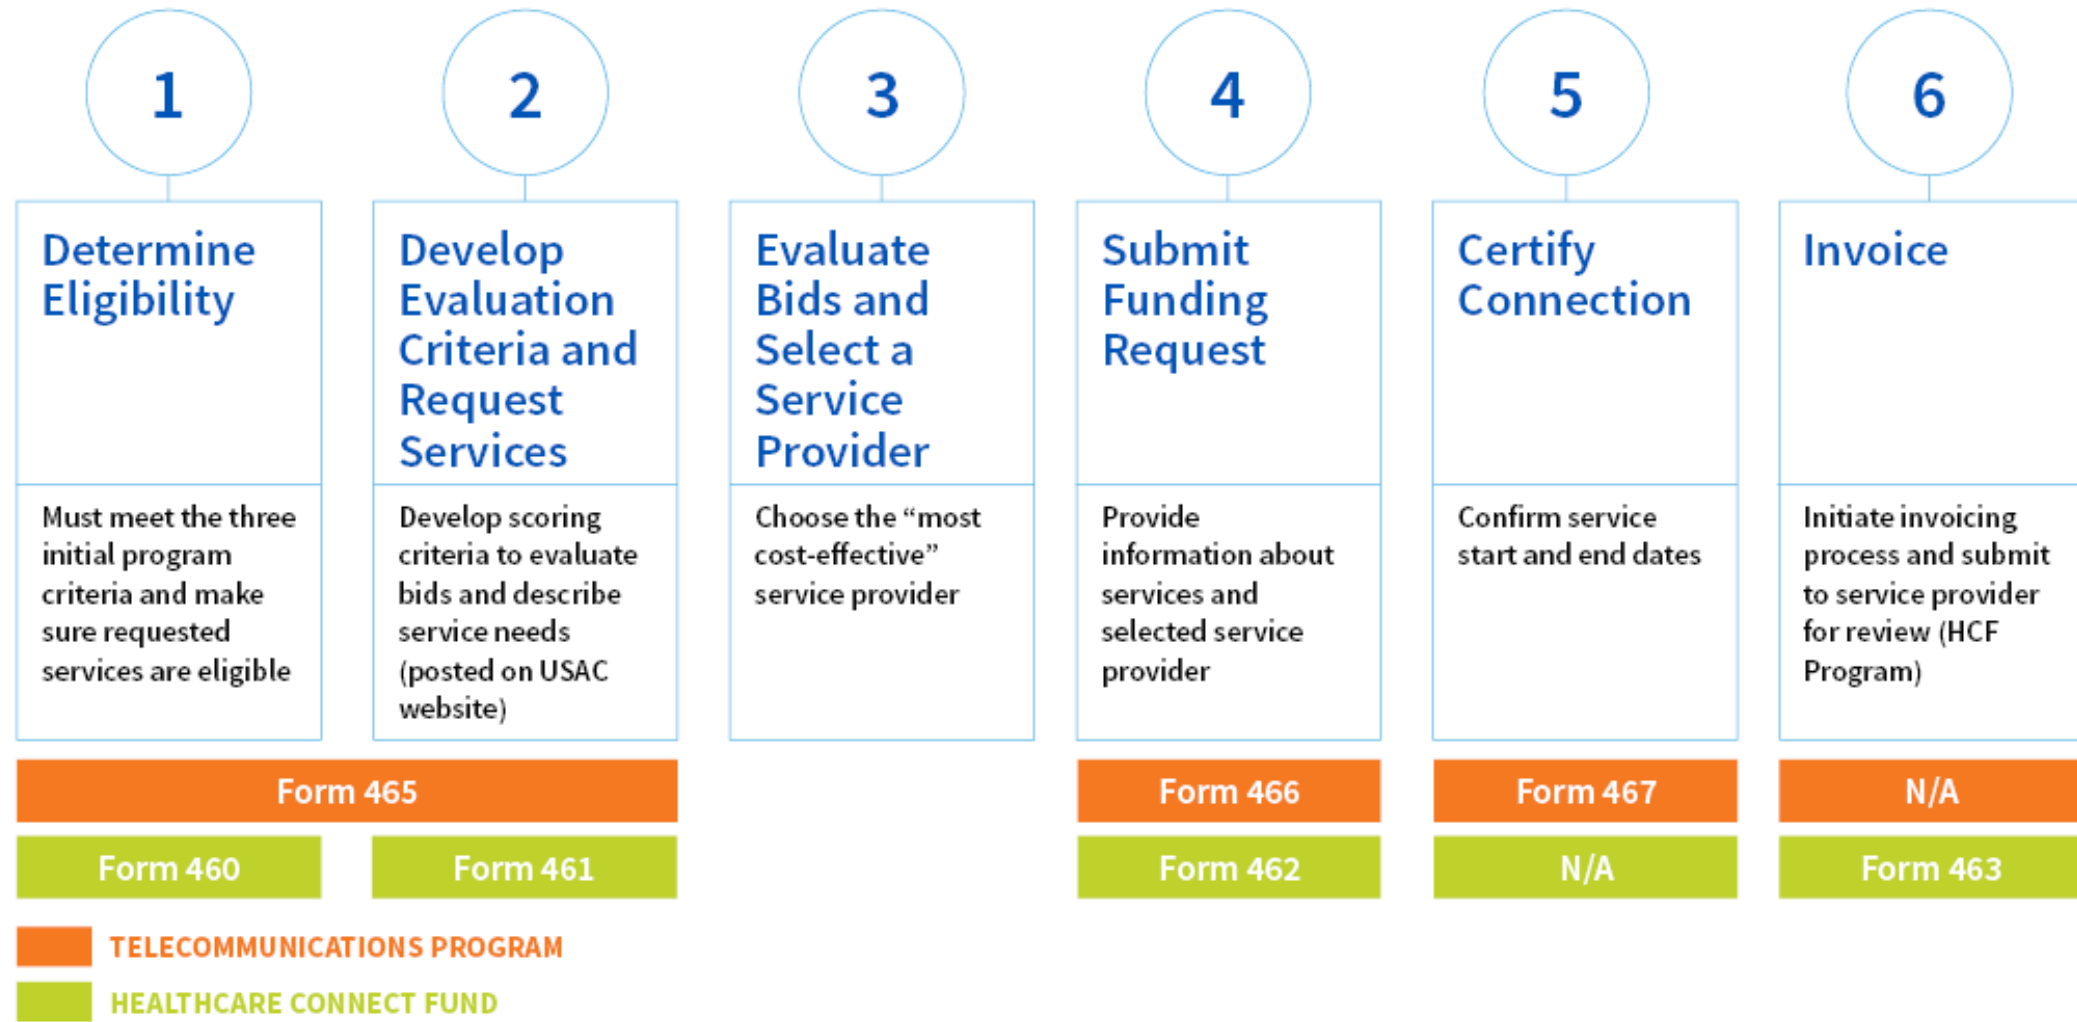 1
Determine
Eligibility
Must meet the three
initial program
criteria and make
sure requested
services are eligible
2
Develop
Evaluation
Criteria and
Request
Services
Develop scoring
criteria to evaluate
bids and describe
service needs
(posted on USAC
website)
3
Evaluate
Bids and
Select a
Service
Provider
Choose the “most
cost-effective”
service provider
4
Submit
Funding
Request
Provide
information about
services and
selected service
provider
5
Certify
Connection
Confirm service
start and end dates
6
Invoice
Initiate invoicing
process and submit
to service provider
for review (HCF
Program)
Form 465
Form 466
Form 467
N/A
Form 460
Form 461
Form 462
N/A
Form 463
TELECOMMUNICATIONS PROGRAM
HEALTHCARE CONNECT FUND